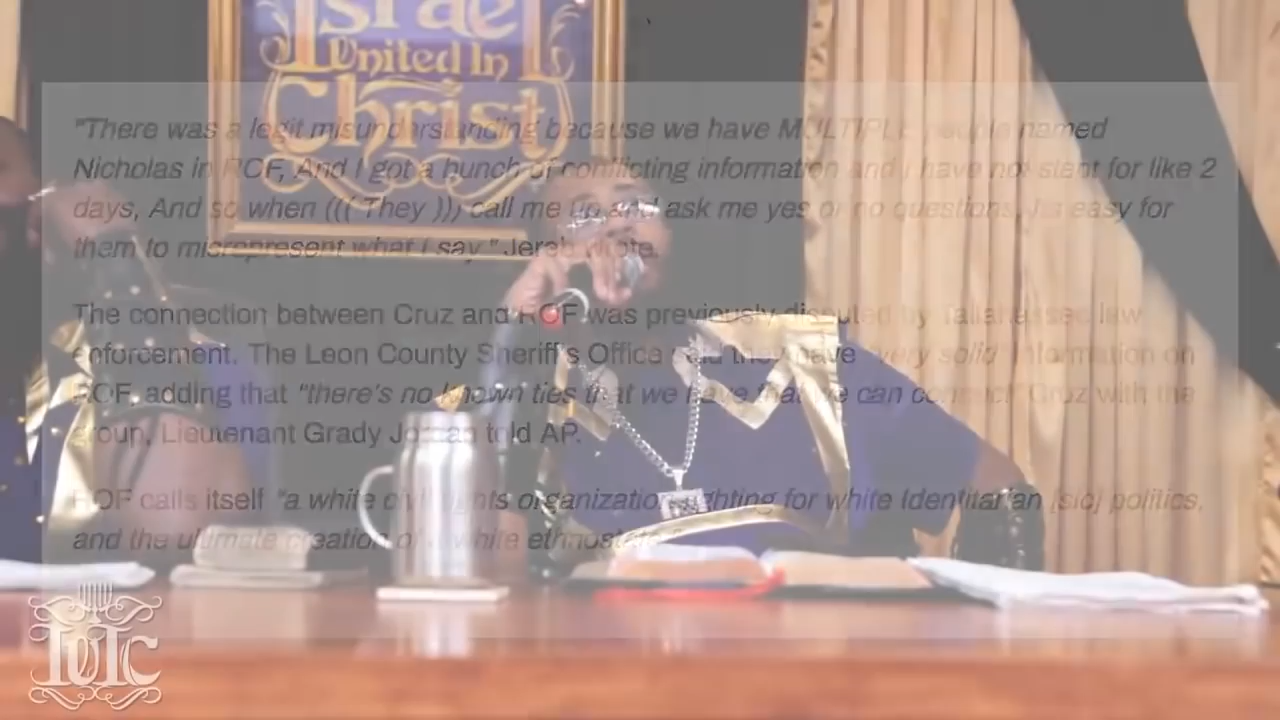 Israel
United In
Christ
"There was a legit misunderstanding because we have MULTIPLE people named
Nicholas in ROF, And I got a bunch of conflicting information and I have not slept for like 2
days, And so when ((( They ))) call me up and ask me yes or no questions, its easy for
them to misrepresent what I say." Jereb wrote.
The connection between Cruz and ROF was previously disputed by Tallahassee law
enforcement. The Leon County Sheriff's Office said they have "very solid" information on
ROF, adding that "there's no known ties that we have that we can connect" Cruz with the
group, Lieutenant Grady Jordan told AP.
ROF calls itself "a white civil rights organization fighting for white Identitarian [sic] politics,
and the ultimate creation of a white ethnostate."
IUIC